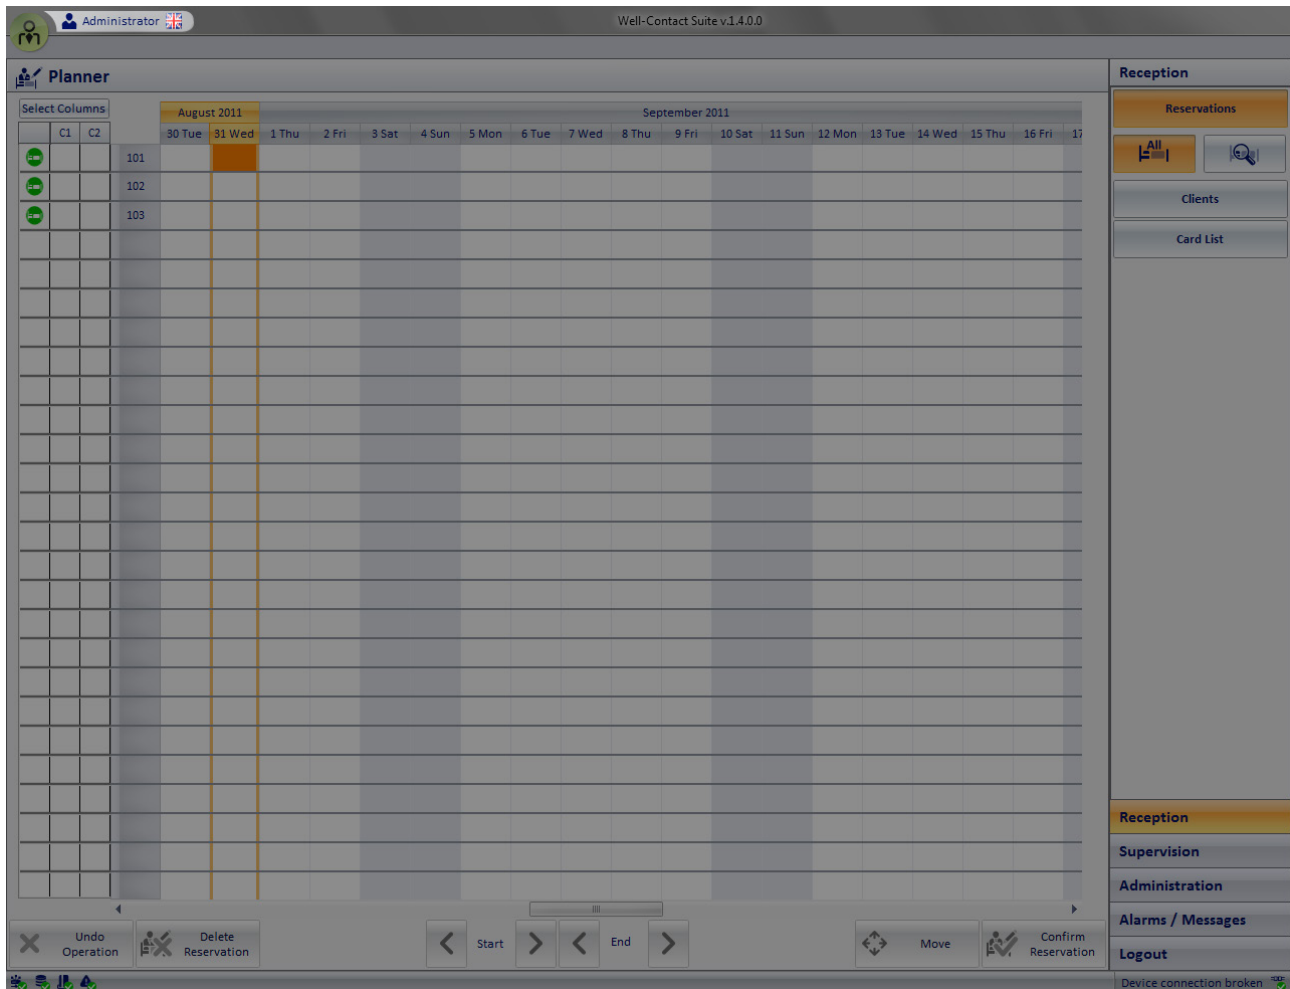 Administrator
Well-Contact Suite v.1.4.0.0
Planner
Reception
Select Columns
August 2011
September 2011
Reservations
C1 C2
30 Tue 31 Wed 1 Thu 2 Fri 3 Sat 4 Sun 5 Mon 6 Tue 7 Wed 8 Thu 9 Fri 10 Sat 11 Sun 12 Mon 13 Tue 14 Wed 15 Thu 16 Fri 17
All
101
102
103
Clients
Card List
Reception
Supervision
Administration
Alarms / Messages
Logout
Undo
Operation
Delete
Reservation
Start
End
Move
Confirm
Reservation
Device connection broken